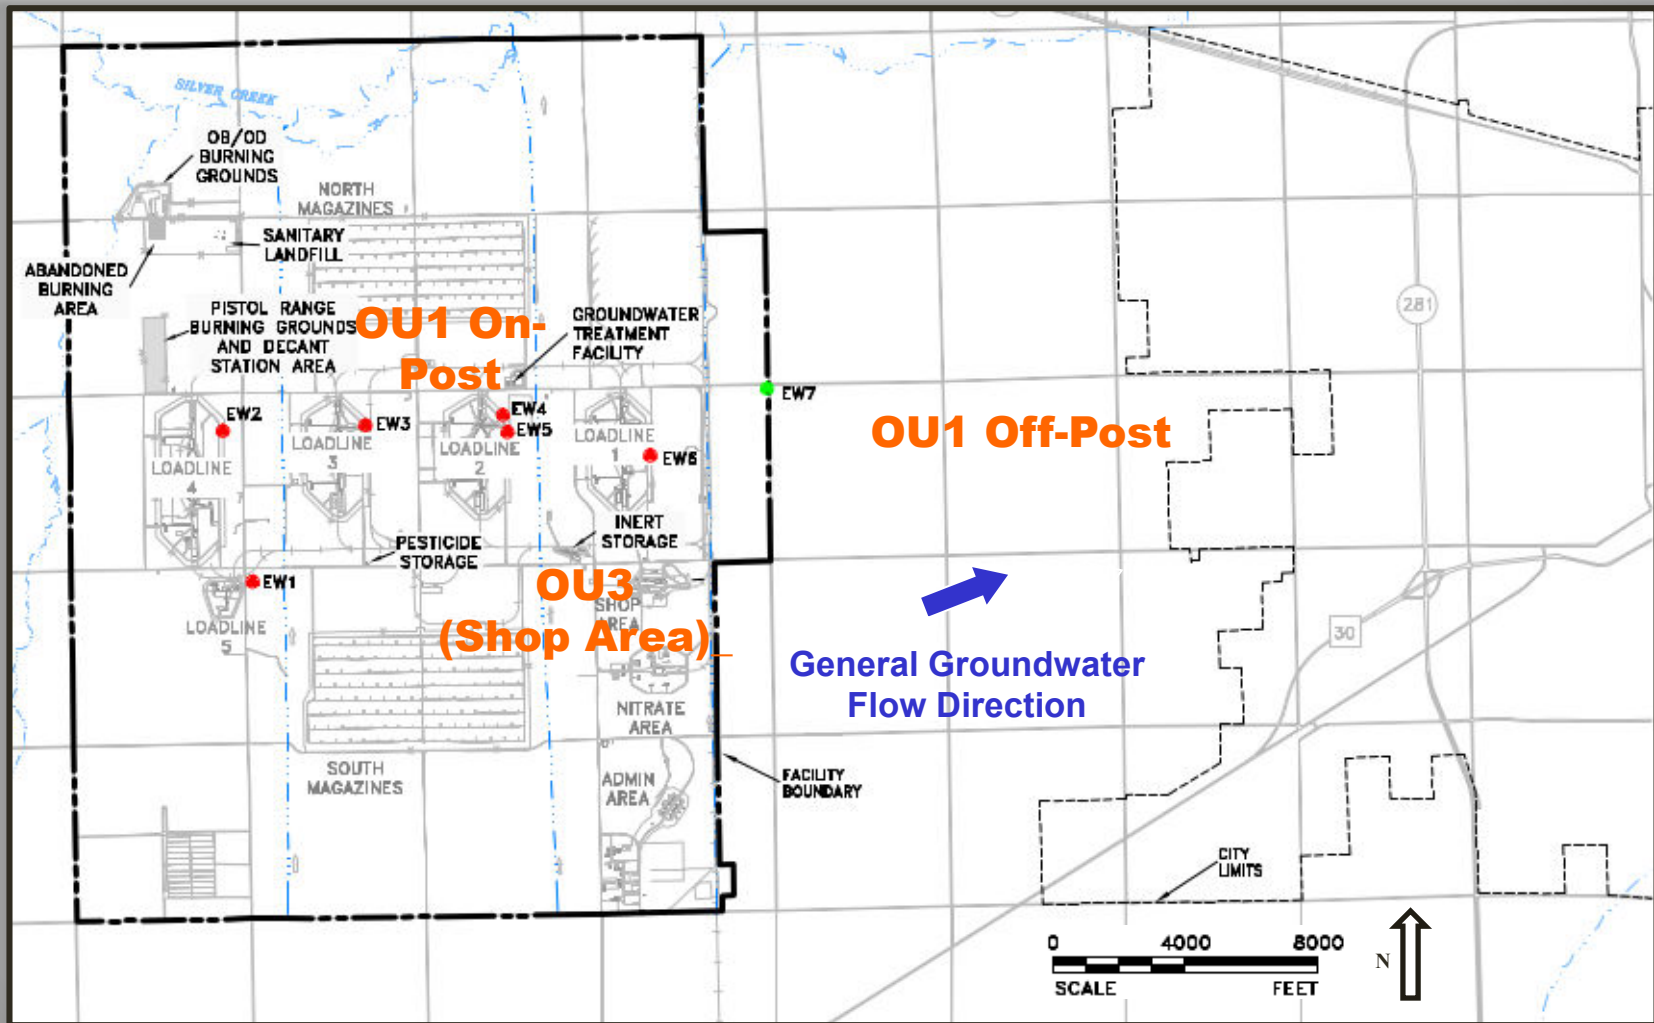 SILVER CREEK
OB/OD
BURNING
GROUNDS
NORTH
MAGAZINES
SANITARY
LANDFILL
ABANDONED
BURNING
AREA
PISTOL RANGE
BURNING GROUNDS
AND DECANT
STATION AREA
OU1 On-
Post
GROUNDWATER
TREATMENT
FACILITY
281
EW7
OU1 Off-Post
EW2
EW3
EW4
EW5
EW6
LOADLINE
4
LOADLINE
3
LOADLINE
2
LOADLINE
1
PESTICIDE
STORAGE
INERT
STORAGE
EW1
LOADLINE
5
OU3
(Shop Area)_
SHOP
AREA
30
General Groundwater
Flow Direction
NITRATE
AREA
SOUTH
MAGAZINES
ADMIN
AREA
FACILITY
BOUNDARY
CITY
LIMITS
0 4000 8000
SCALE FEET
N